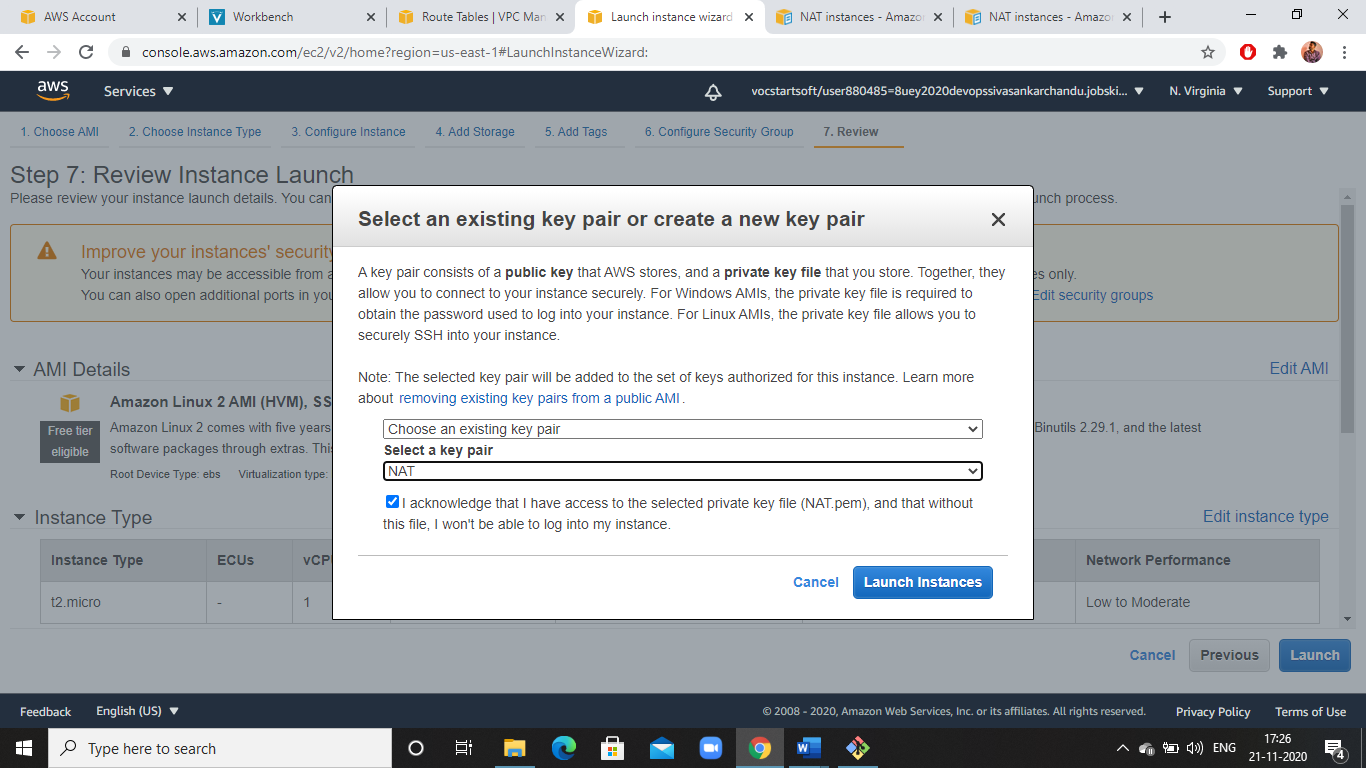 AWS Account
Workbench
Route Tables | VPC Man
Launch instance wizard
NAT instances - Amazo
NAT instances - Amazo
console.aws.amazon.com/ec2/v2/home?region=us-east-1#LaunchInstanceWizard:
aws
Services
vocstartsoft/user880485=8uey2020devopssivasankarchandu.jobski...
N. Virginia
Support
1. Choose AMI
2. Choose Instance Type
3. Configure Instance
4. Add Storage
5. Add Tags
6. Configure Security Group
7. Review
Step 7: Review Instance Launch
Please review your instance launch details. You can
unch process.
Improve your instances' security
Your instances may be accessible from a
es only.
You can also open additional ports in you
Edit security groups
Select an existing key pair or create a new key pair
A key pair consists of a public key that AWS stores, and a private key file that you store. Together, they
allow you to connect to your instance securely. For Windows AMIs, the private key file is required to
obtain the password used to log into your instance. For Linux AMIs, the private key file allows you to
securely SSH into your instance.
Note: The selected key pair will be added to the set of keys authorized for this instance. Learn more
about removing existing key pairs from a public AMI.
Choose an existing key pair
Select a key pair
NAT
I acknowledge that I have access to the selected private key file (NAT.pem), and that without
this file, I won't be able to log into my instance.
Cancel
Launch Instances
AMI Details
Edit AMI
Amazon Linux 2 AMI (HVM), SS
Free tier
eligible
Amazon Linux 2 comes with five years
Binutils 2.29.1, and the latest
software packages through extras. This
Root Device Type: ebs
Virtualization type:
Instance Type
Edit instance type
Instance Type
ECUs
vCP
Network Performance
t2.micro
-
1
Low to Moderate
Cancel
Previous
Launch
Feedback
English (US)
© 2008 - 2020, Amazon Web Services, Inc. or its affiliates. All rights reserved.
Privacy Policy
Terms of Use
Type here to search
ENG
17:26
21-11-2020
4